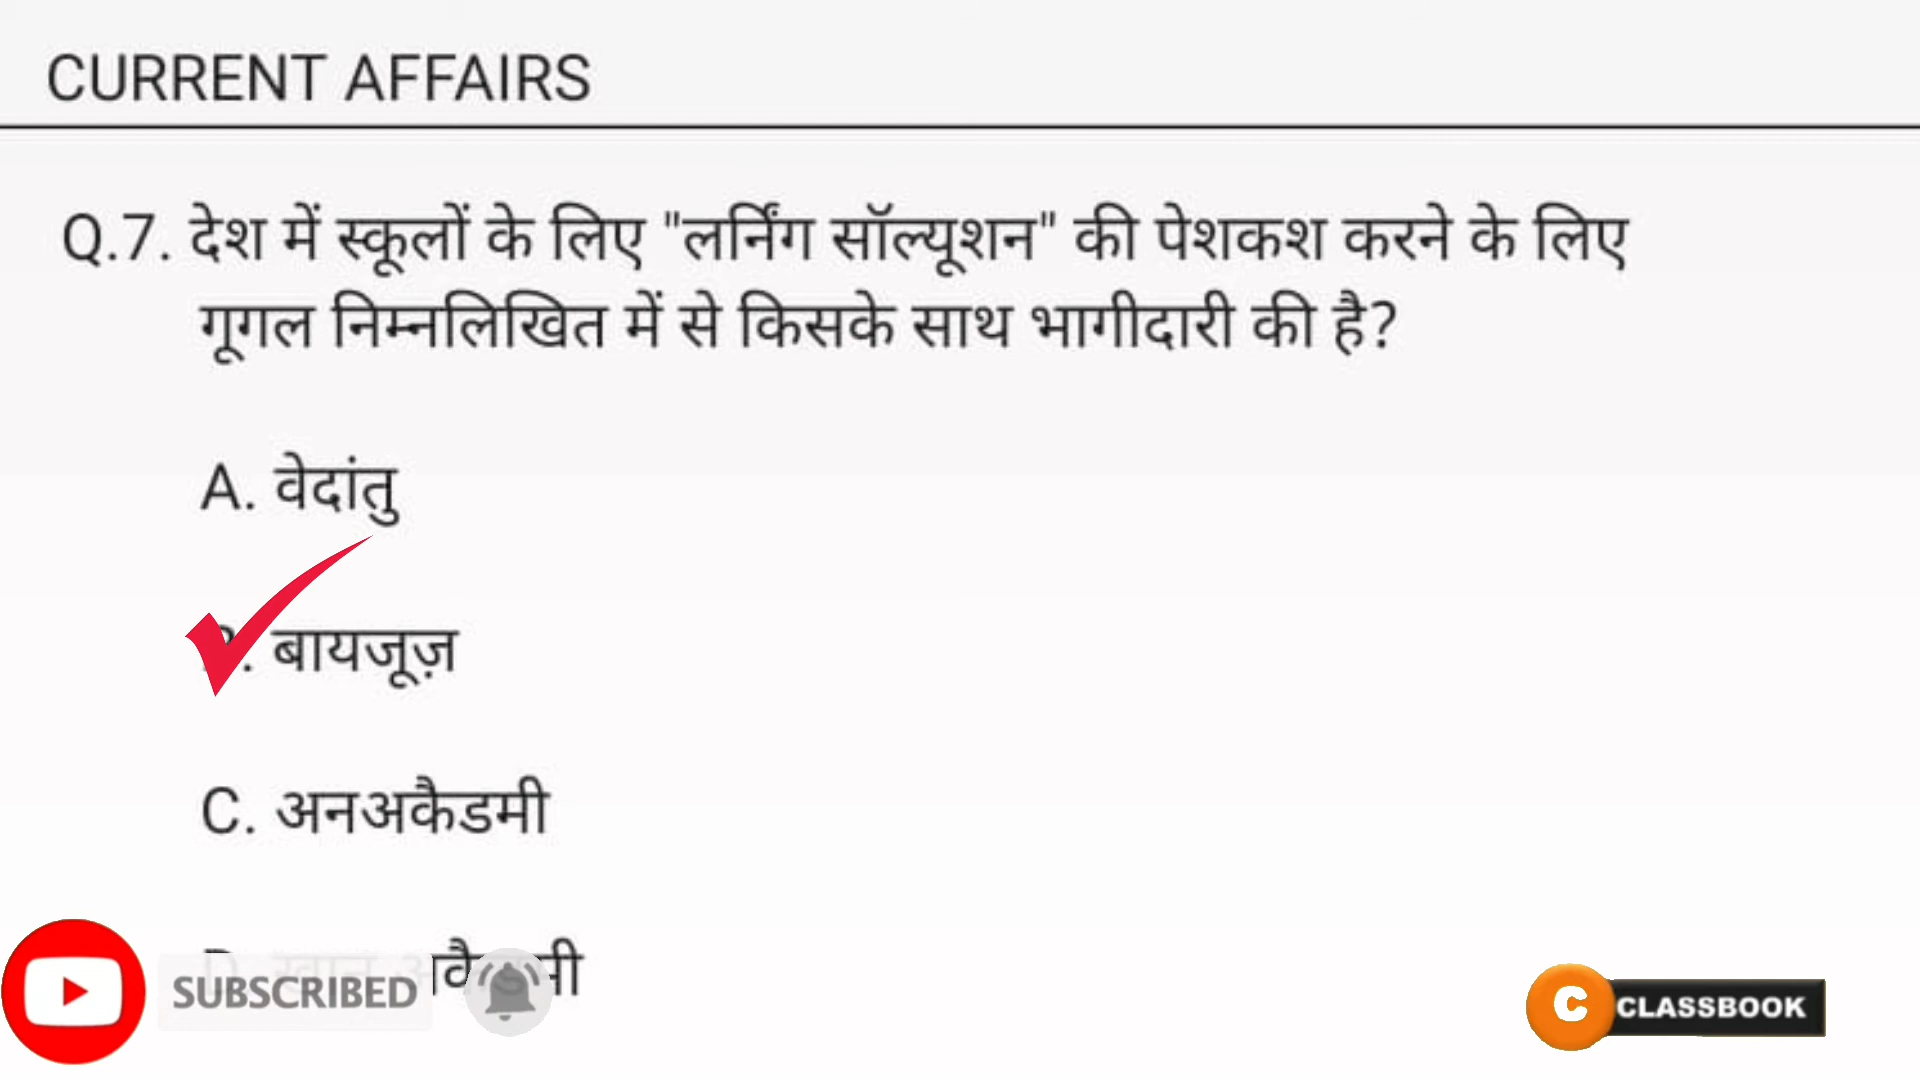 CURRENT AFFAIRS
Q.7. देश में स्कूलों के लिए "लर्निंग सॉल्यूशन" की पेशकश करने के लिए
गूगल निम्नलिखित में से किसके साथ भागीदारी की है?
A. वेदांतु
बायजूज़
C. अनअकैडमी
SUBSCRIBED
C CLASSBOOK